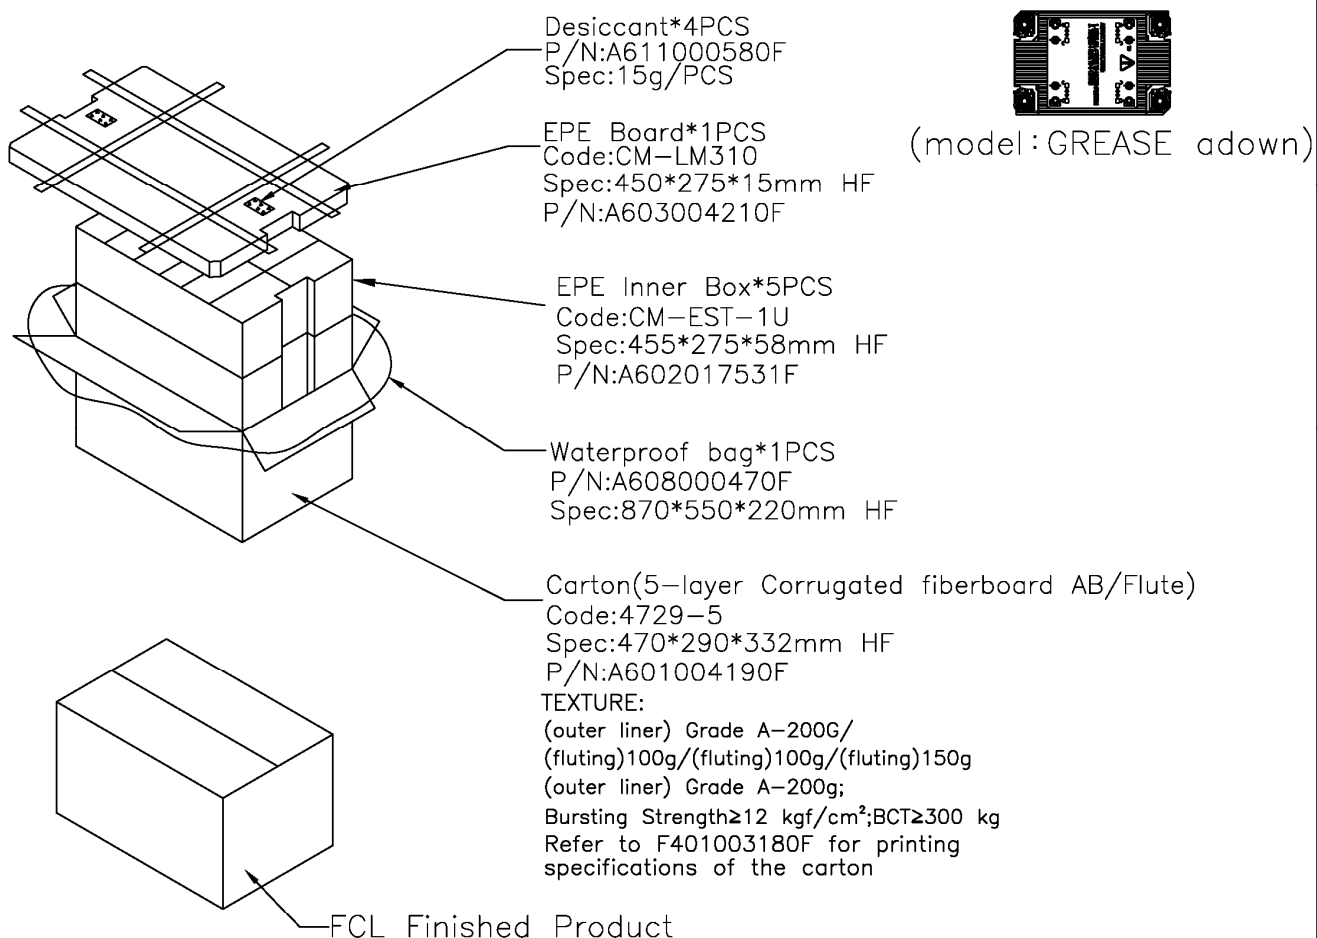 Desiccant*4PCS
P/N:A611000580F
Spec:15g/PCS
(model:GREASE adown)
EPE Board*1PCS
Code:CM-LM310
Spec:450*275*15mm HF
P/N:A603004210F
EPE Inner Box*5PCS
Code:CM-EST-1U
Spec:455*275*58mm HF
P/N:A602017531F
Waterproof bag*1PCS
P/N:A608000470F
Spec:870*550*220mm HF
Carton(5-layer Corrugated fiberboard AB/Flute)
Code:4729-5
Spec:470*290*332mm HF
P/N:A601004190F
TEXTURE:
(outer liner) Grade A-200G/
(fluting)100g/(fluting)100g/(fluting)150g
(outer liner) Grade A-200g;
Bursting Strength≥12 kgf/cm²;BCT≥300 kg
Refer to F401003180F for printing
specifications of the carton
FCL Finished Product